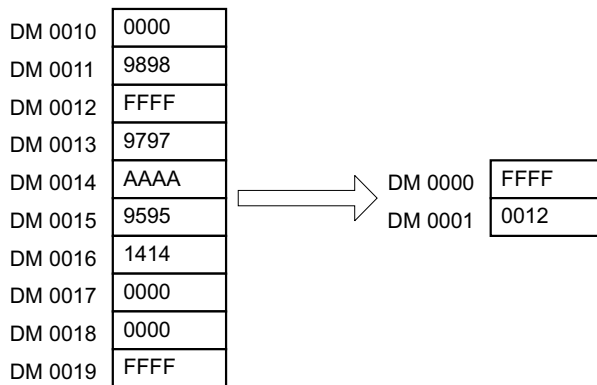 DM 0010 0000
DM 0011 9898
DM 0012 FFFF
DM 0013 9797
DM 0014 AAAA
DM 0015 9595
DM 0016 1414
DM 0017 0000
DM 0018 0000
DM 0019 FFFF
DM 0000 FFFF
DM 0001 0012